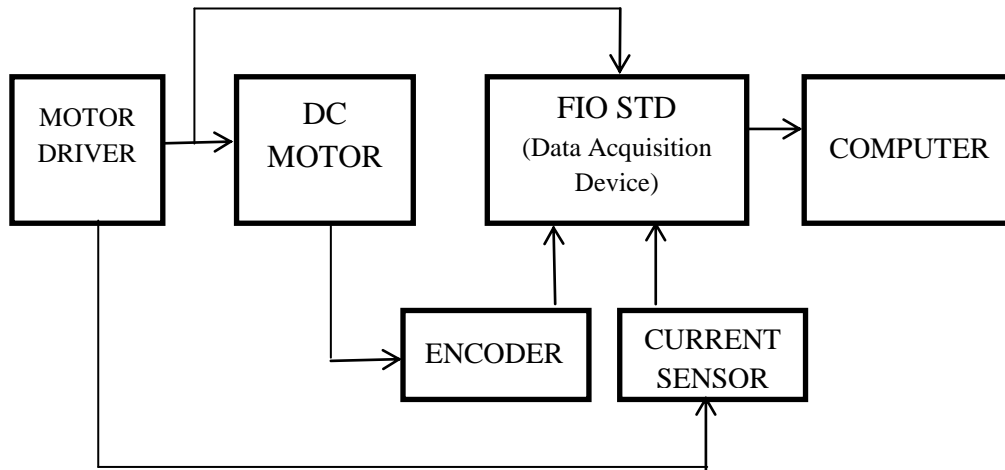 MOTOR
DRIVER
DC
MOTOR
FIO STD
(Data Acquisition
Device)
COMPUTER
ENCODER
CURRENT
SENSOR